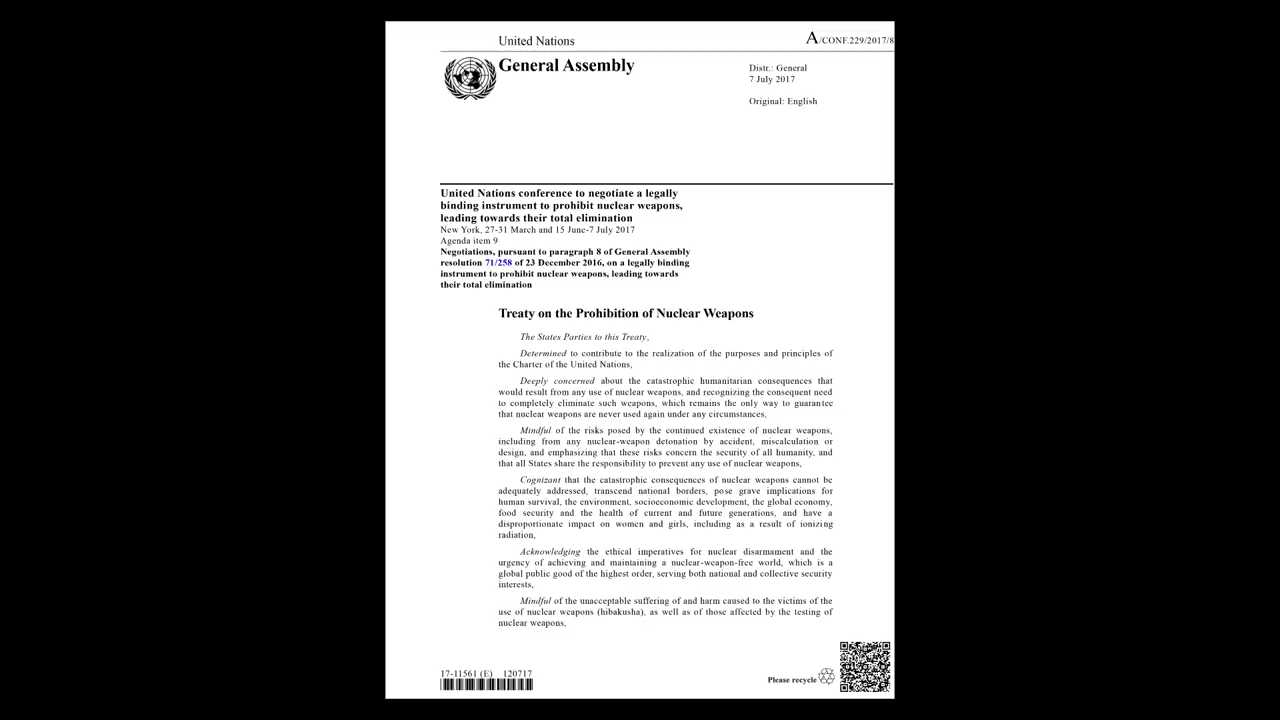 United Nations
A/CONF.229/2017/8
General Assembly
Distr.: General
7 July 2017
Original: English
United Nations conference to negotiate a legally
binding instrument to prohibit nuclear weapons,
leading towards their total elimination
New York, 27-31 March and 15 June-7 July 2017
Agenda item 9
Negotiations, pursuant to paragraph 8 of General Assembly
resolution 71/258 of 23 December 2016, on a legally binding
instrument to prohibit nuclear weapons, leading towards
their total elimination
Treaty on the Prohibition of Nuclear Weapons
The States Parties to this Treaty,
Determined to contribute to the realization of the purposes and principles of
the Charter of the United Nations,
Deeply concerned about the catastrophic humanitarian consequences that
would result from any use of nuclear weapons, and recognizing the consequent need
to completely eliminate such weapons, which remains the only way to guarantee
that nuclear weapons are never used again under any circumstances,
Mindful of the risks posed by the continued existence of nuclear weapons,
including from any nuclear-weapon detonation by accident, miscalculation or
design, and emphasizing that these risks concern the security of all humanity, and
that all States share the responsibility to prevent any use of nuclear weapons,
Cognizant that the catastrophic consequences of nuclear weapons cannot be
adequately addressed, transcend national borders, pose grave implications for
human survival, the environment, socioeconomic development, the global economy,
food security and the health of current and future generations, and have a
disproportionate impact on women and girls, including as a result of ionizing
radiation,
Acknowledging the ethical imperatives for nuclear disarmament and the
urgency of achieving and maintaining a nuclear-weapon-free world, which is a
global public good of the highest order, serving both national and collective security
interests,
Mindful of the unacceptable suffering of and harm caused to the victims of the
use of nuclear weapons (hibakusha), as well as of those affected by the testing of
nuclear weapons,
17-11561 (E) 120717
Please recycle